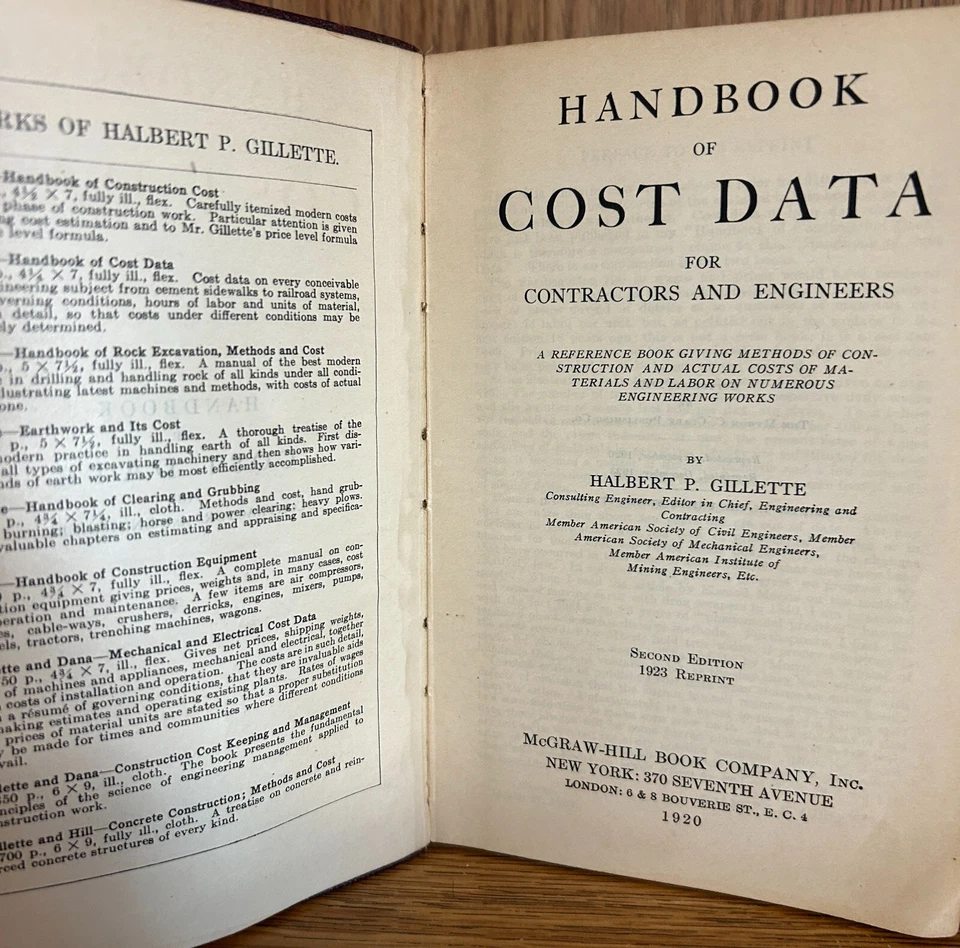 RKS OF HALBERT P. GILLETTE.
Handbook of Construction Cost
, 4½ × 7, fully ill., flex. Carefully itemized modern costs
phase of construction work. Particular attention is given
cost estimation and to Mr. Gillette's price level formula
level formula.
—Handbook of Cost Data
., 4¼ × 7, fully ill., flex. Cost data on every conceivable
ineering subject from cement sidewalks to railroad systems,
verning conditions, hours of labor and units of material,
detail, so that costs under different conditions may be
ly determined.
—Handbook of Rock Excavation, Methods and Cost
., 5 × 7½, fully ill., flex. A manual of the best modern
in drilling and handling rock of all kinds under all condi-
lustrating latest machines and methods, with costs of actual
one.
—Earthwork and Its Cost
p., 5 × 7½, fully ill., flex. A thorough treatise of the
odern practice in handling earth of all kinds. First dis-
all types of excavating machinery and then shows how vari-
ds of earth work may be most efficiently accomplished.
e—Handbook of Clearing and Grubbing
p., 4¾ × 7¼, ill., cloth. Methods and cost, hand grub-
burning; blasting; horse and power clearing; heavy plows.
valuable chapters on estimating and appraising and specifica-
—Handbook of Construction Equipment
p., 4¾ × 7, fully ill., flex. A complete manual on con-
tion equipment giving prices, weights and, in many cases, cost
peration and maintenance. A few items are air compressors,
es, cable-ways, crushers, derricks, engines, mixers, pumps,
els, tractors, trenching machines, wagons.
tte and Dana—Mechanical and Electrical Cost Data
50 p., 4¾ × 7, ill., flex. Gives net prices, shipping weights,
of machines and appliances, mechanical and electrical, together
costs of installation and operation. The costs are in such detail,
a résumé of governing conditions, that they are invaluable aids
making estimates and operating existing plants. Rates of wages
prices of material units are stated so that a proper substitution
y be made for times and communities where different conditions
vail.
lette and Dana—Construction Cost Keeping and Management
50 p., 6 × 9, ill., cloth. The book presents the fundamental
nciples of the science of engineering management applied to
struction work.
llette and Hill—Concrete Construction; Methods and Cost
700 p., 6 × 9, fully ill., cloth. A treatise on concrete and rein-
rced concrete structures of every kind.
HANDBOOK
OF
COST DATA
FOR
CONTRACTORS AND ENGINEERS
A REFERENCE BOOK GIVING METHODS OF CON-
STRUCTION AND ACTUAL COSTS OF MA-
TERIALS AND LABOR ON NUMEROUS
ENGINEERING WORKS
BY
HALBERT P. GILLETTE
Consulting Engineer, Editor in Chief, Engineering and
Contracting
Member American Society of Civil Engineers, Member
American Society of Mechanical Engineers,
Member American Institute of
Mining Engineers, Etc.
SECOND EDITION
1923 REPRINT
McGRAW-HILL BOOK COMPANY, INC.
NEW YORK: 370 SEVENTH AVENUE
LONDON: 6 & 8 BOUVERIE ST., E. C. 4
1920